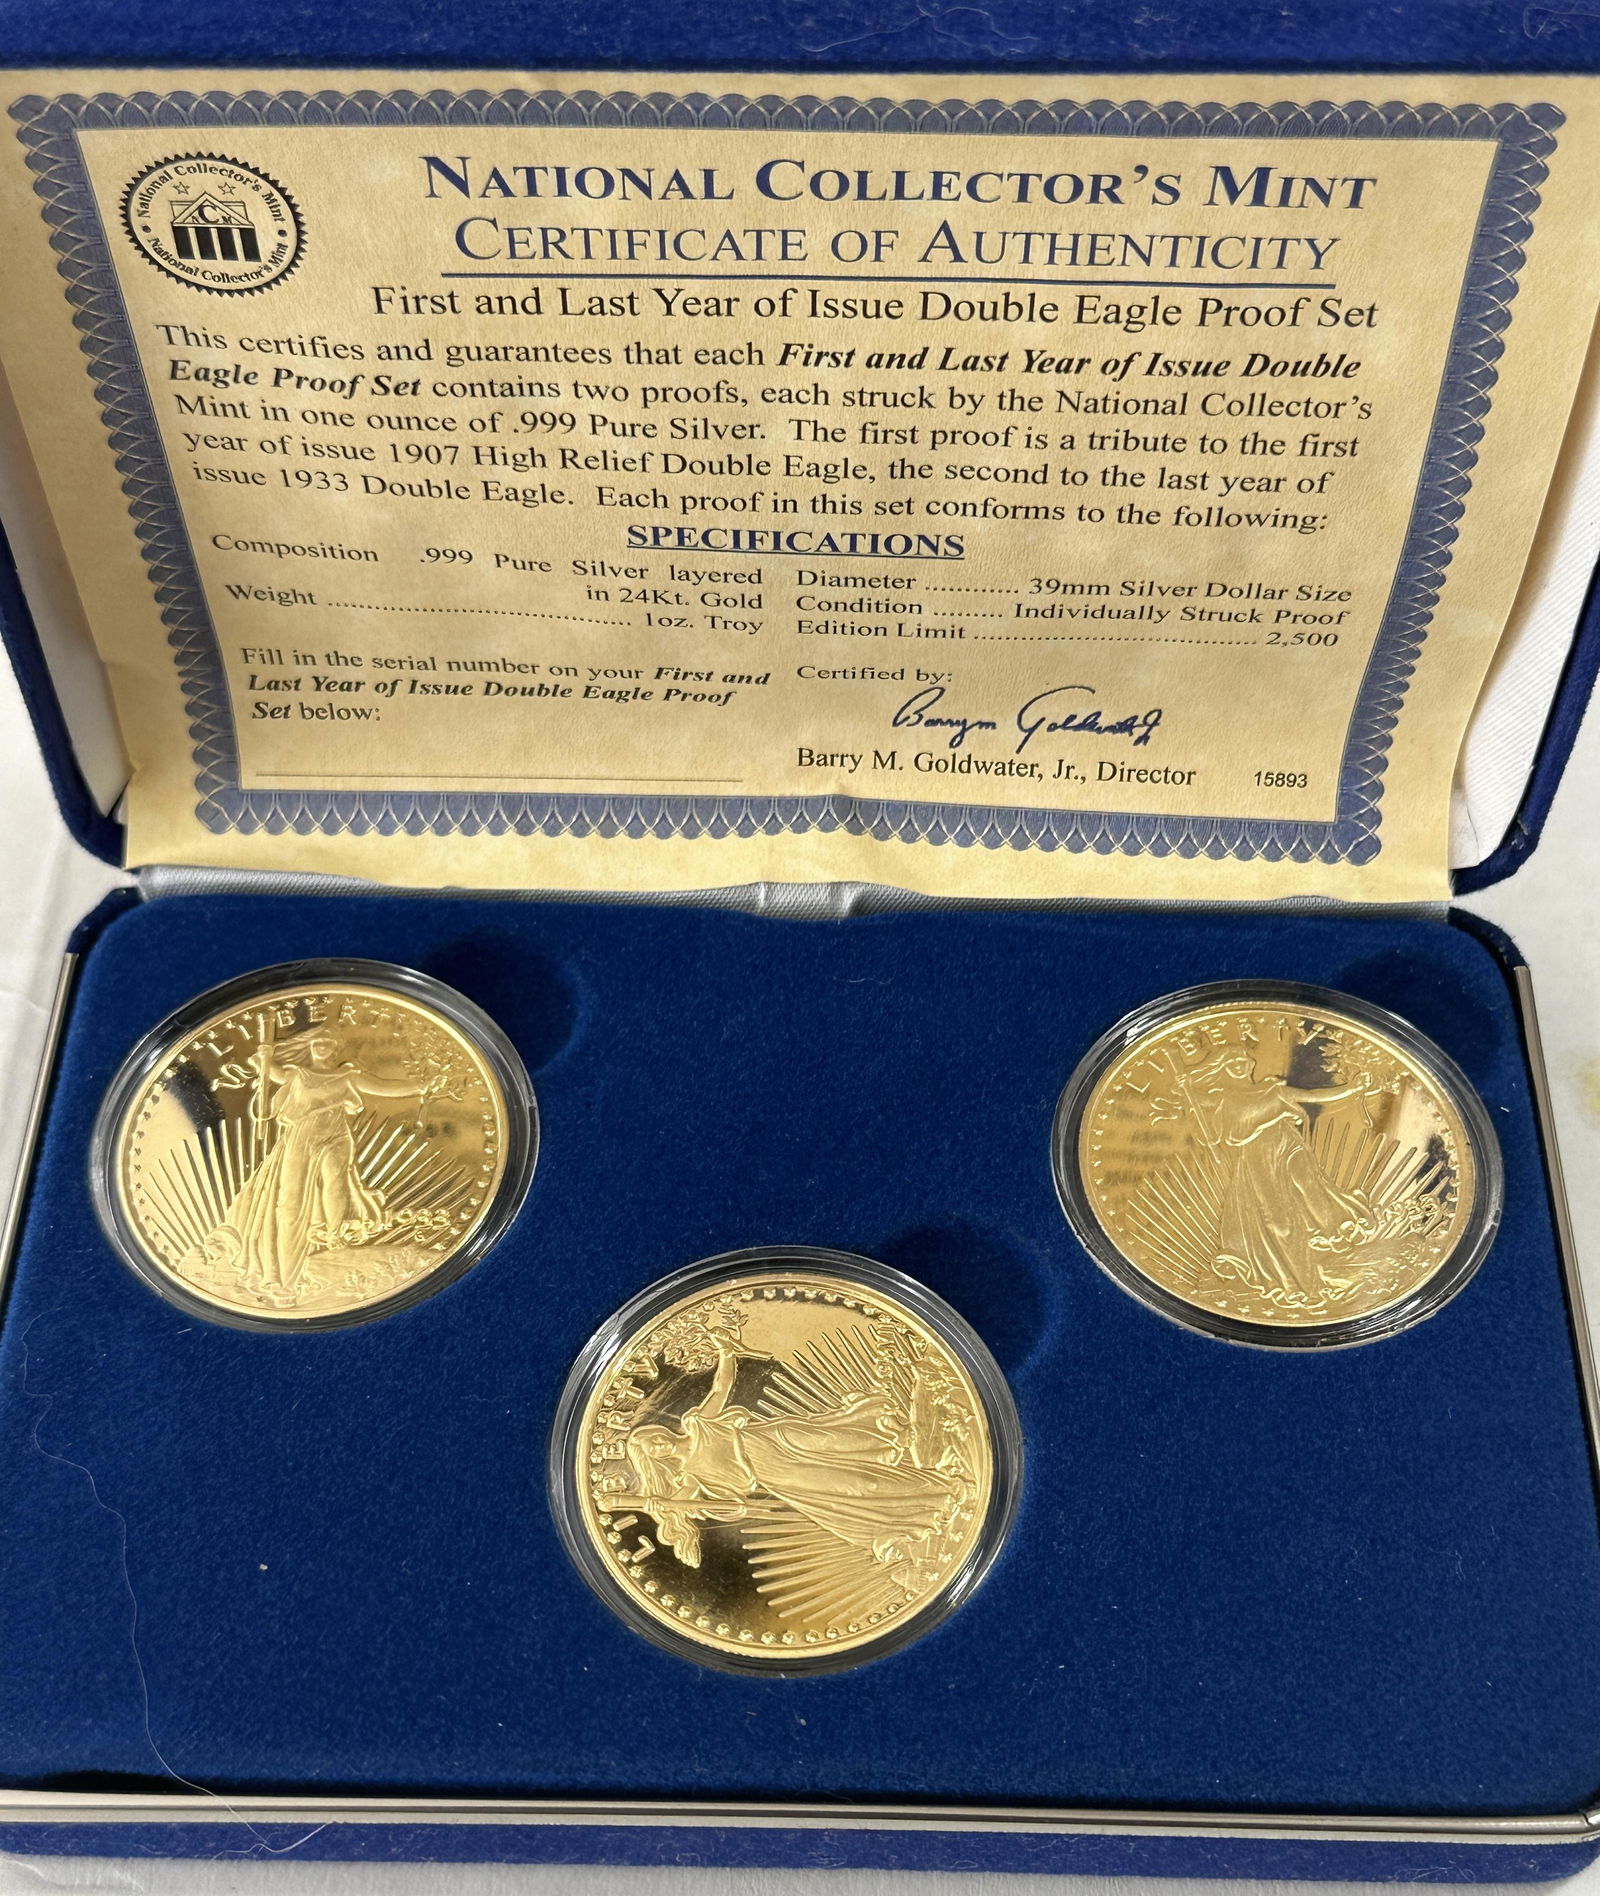 National Collector's Mint
National Collector's Mint
NCM
NATIONAL COLLECTOR'S MINT
CERTIFICATE OF AUTHENTICITY
First and Last Year of Issue Double Eagle Proof Set
This certifies and guarantees that each First and Last Year of Issue Double
Eagle Proof Set contains two proofs, each struck by the National Collector's
Mint in one ounce of .999 Pure Silver. The first proof is a tribute to the first
year of issue 1907 High Relief Double Eagle, the second to the last year of
issue 1933 Double Eagle. Each proof in this set conforms to the following:
SPECIFICATIONS
Composition .999 Pure Silver layered
in 24Kt. Gold
Weight ........................................ 1oz. Troy
Diameter ............ 39mm Silver Dollar Size
Condition ......... Individually Struck Proof
Edition Limit .................................... 2,500
Fill in the serial number on your First and
Last Year of Issue Double Eagle Proof
Set below:
Certified by:
Barry M Goldwater Jr
Barry M. Goldwater, Jr., Director
15893
LIBERTY
1933
LIBERTY
LIBERTY